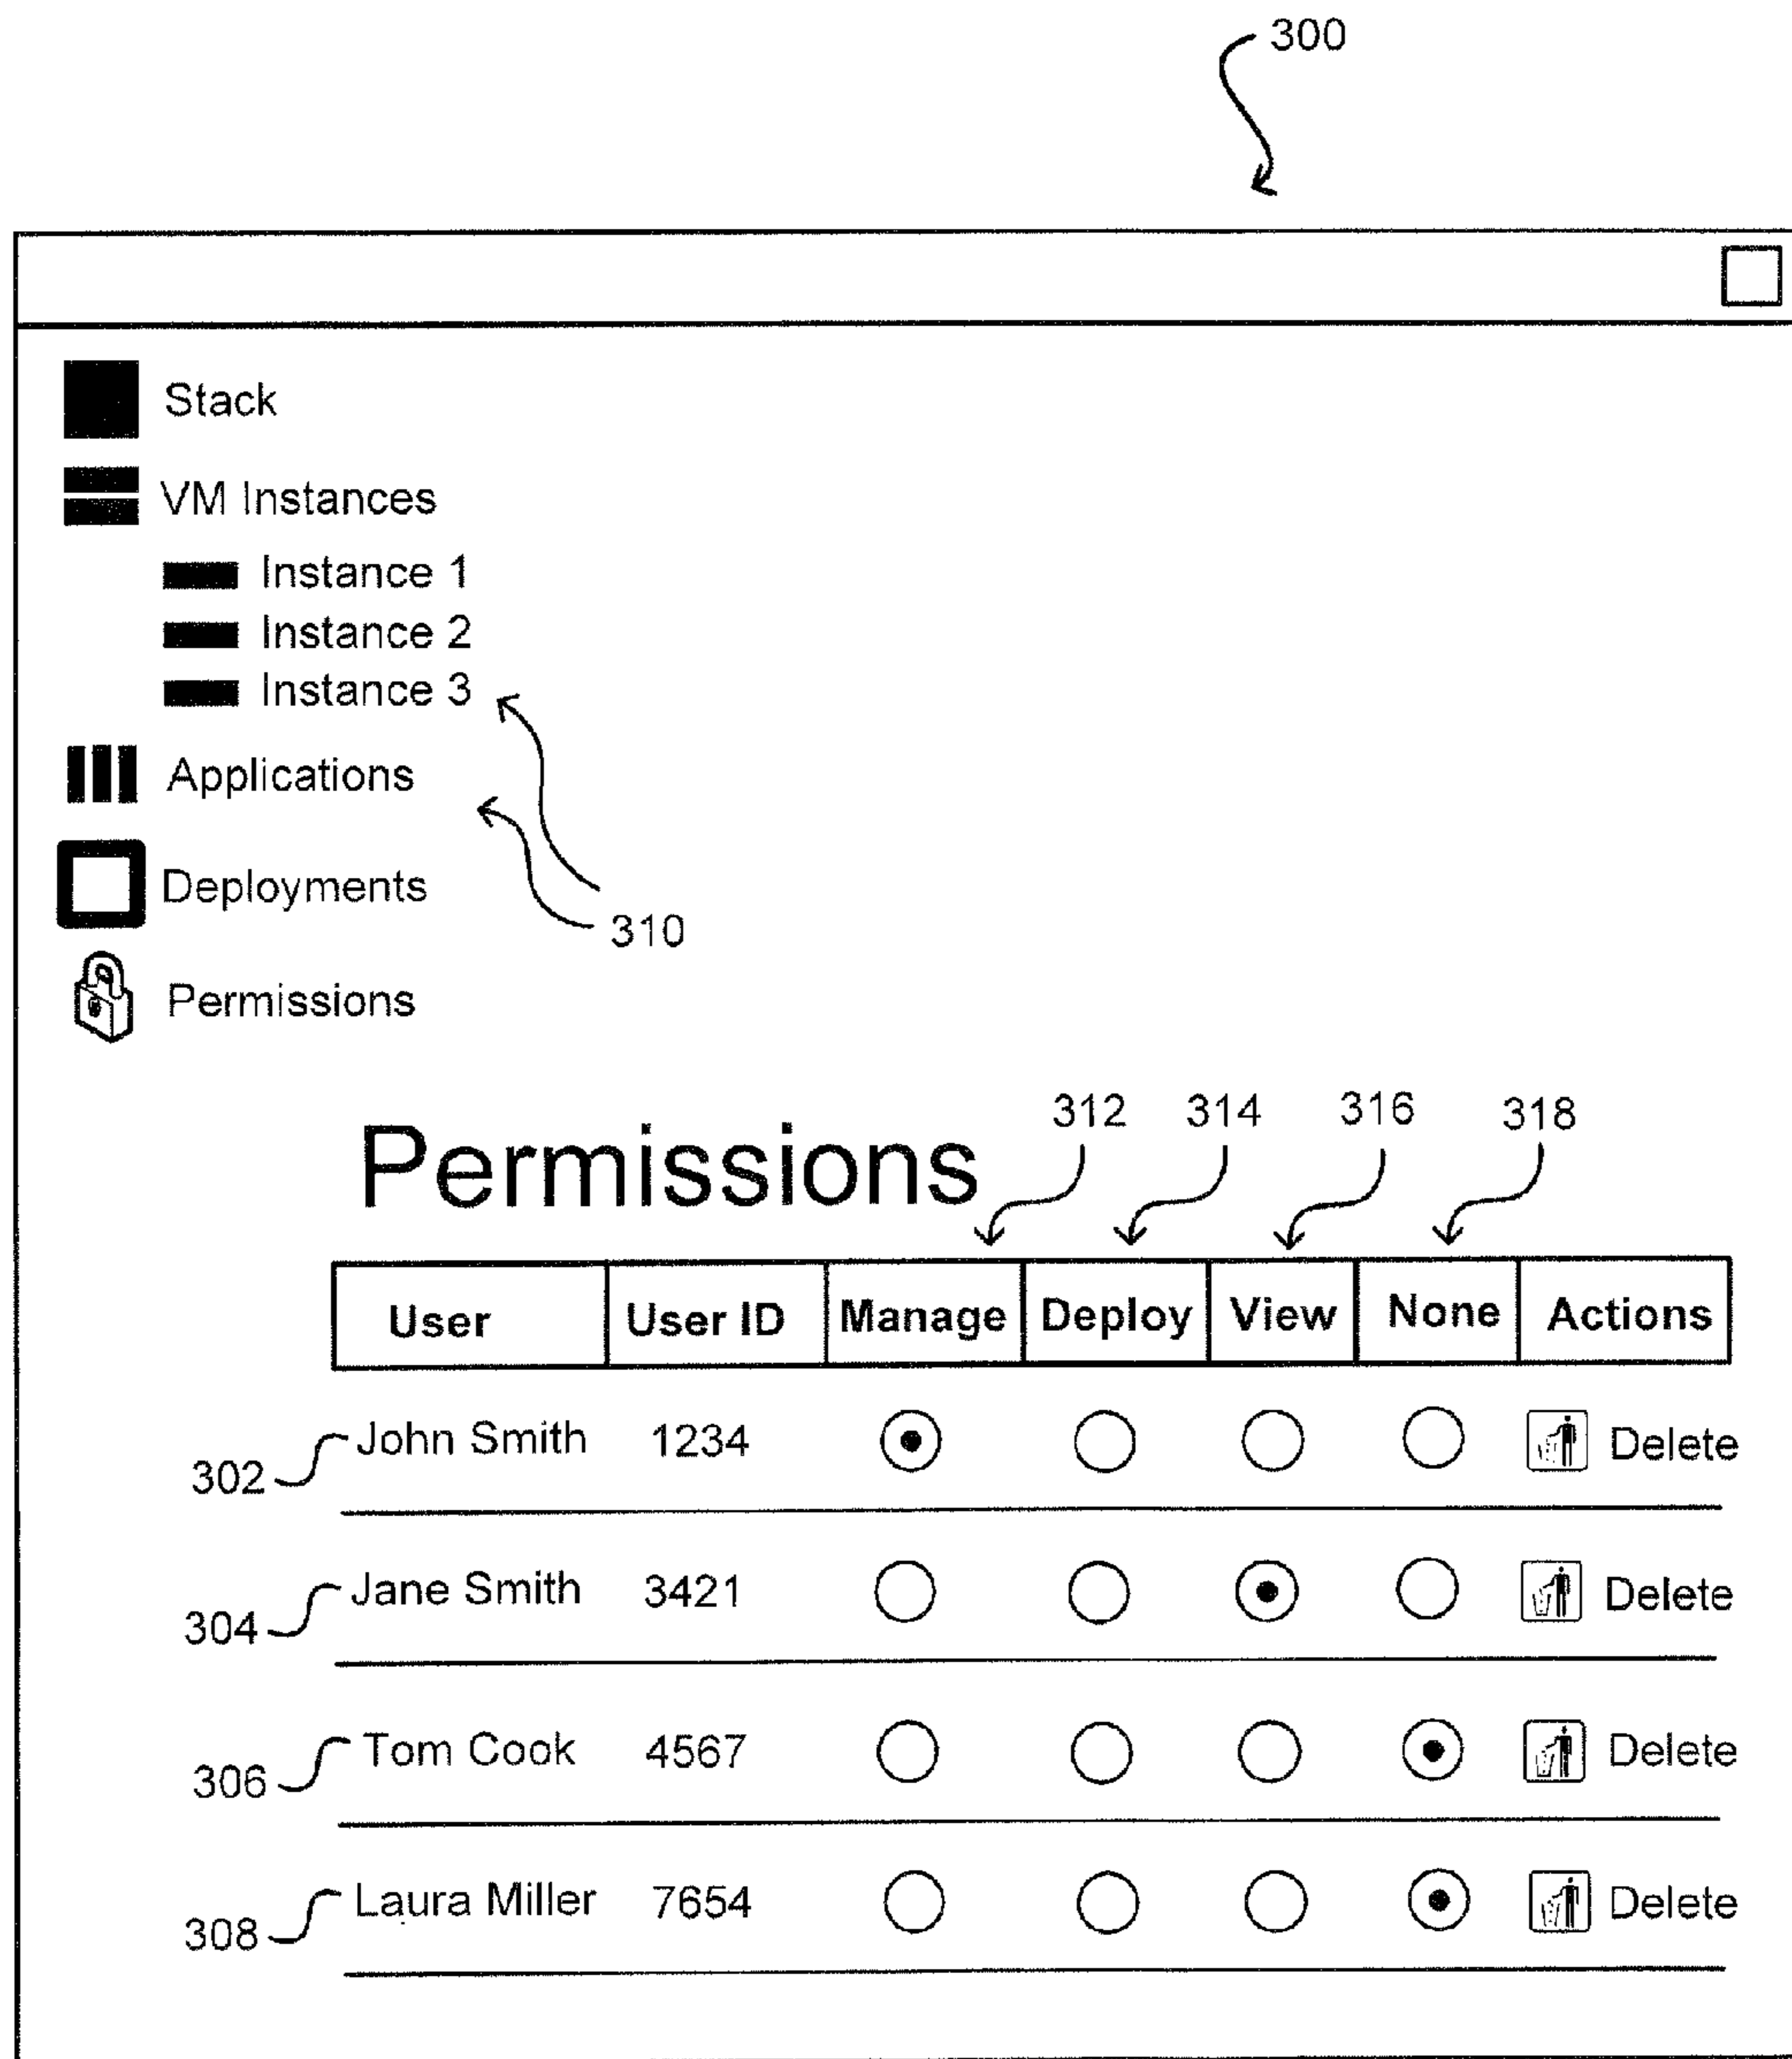 300
Stack
VM Instances
Instance 1
Instance 2
Instance 3
Applications
Deployments
310
Permissions
312 314 316 318
Permissions
User User ID Manage Deploy View None Actions
John Smith 1234 Delete
302
Jane Smith 3421 Delete
304
Tom Cook 4567 Delete
306
Laura Miller 7654 Delete
308